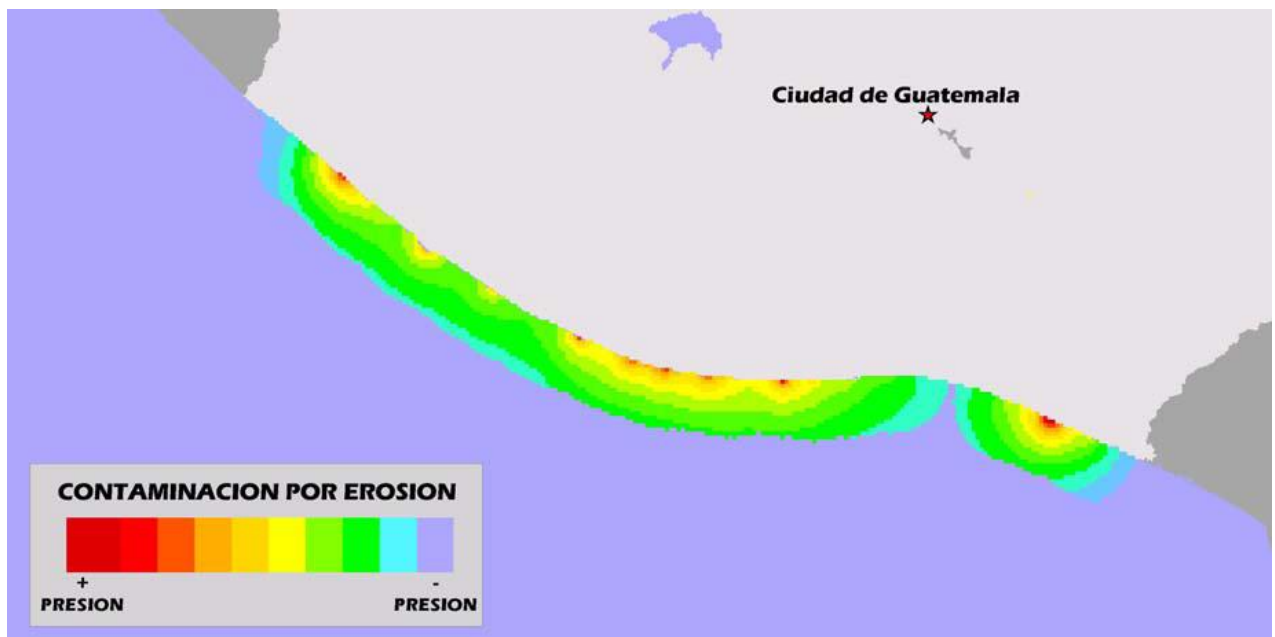 Ciudad de Guatemala
CONTAMINACION POR EROSION
+ -
PRESION PRESION